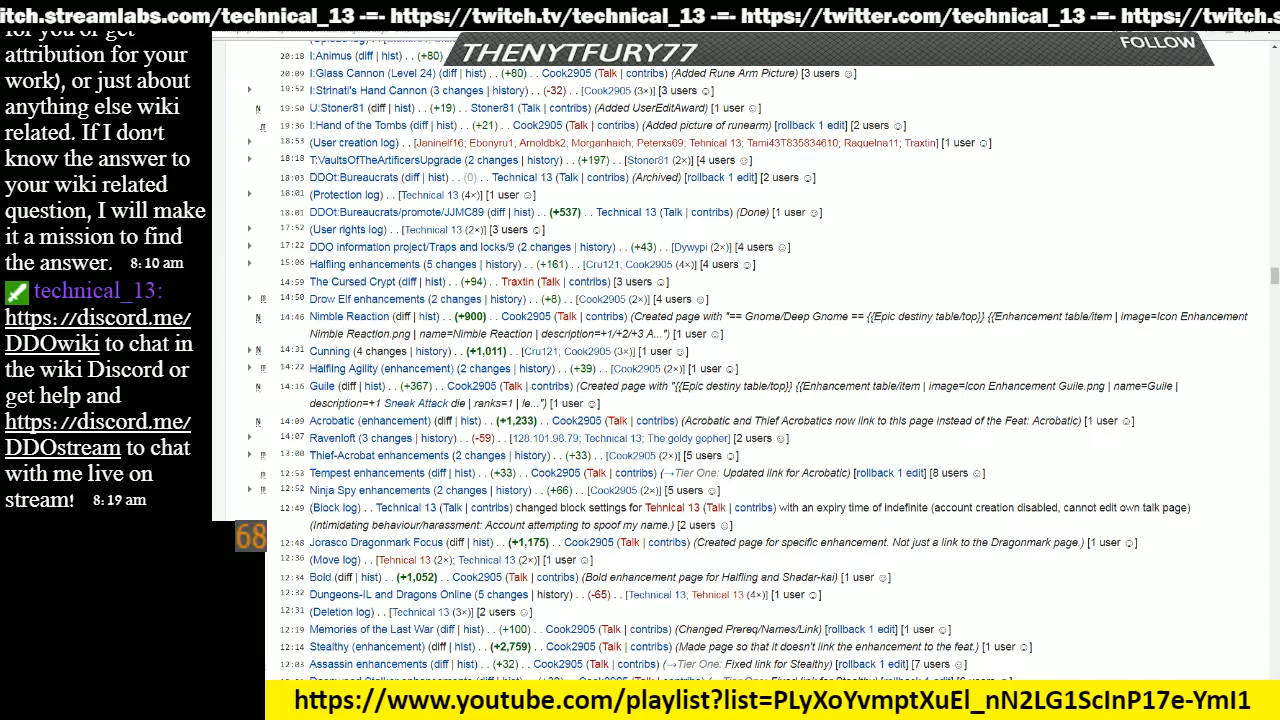 itch.streamlabs.com/technical_13 -=- https://twitch.tv/technical_13 -=- https://twitter.com/technical_13 -=- https://twitch.s
for you or get
attribution for your
work), or just about
anything else wiki
related. If I don't
know the answer to
your wiki related
question, I will make
it a mission to find
the answer. 8:10 am
technical_13:
https://discord.me/
DDOwiki to chat in
the wiki Discord or
get help and
https://discord.me/
DDOstream to chat
with me live on
stream! 8:19 am
68
THENYTFURY77
FOLLOW
20:18 I:Animus (diff | hist) . . (+80)
20:09 I:Glass Cannon (Level 24) (diff | hist) . . (+80) . . Cook2905 (Talk | contribs) (Added Rune Arm Picture) [3 users ☺]
19:52 I:Strinati's Hand Cannon (3 changes | history) . . (-32) . . [Cook2905 (3×)] [3 users ☺]
N 19:50 U:Stoner81 (diff | hist) . . (+19) . . Stoner81 (Talk | contribs) (Added UserEditAward) [1 user ☺]
m 19:36 I:Hand of the Tombs (diff | hist) . . (+21) . . Cook2905 (Talk | contribs) (Added picture of runearm) [rollback 1 edit] [2 users ☺]
18:53 (User creation log) . . [Janinelf16; Ebonyru1; Arnoldbk2; Morganhaich; Peterxs69; Tehnical 13; Tami43T835834610; Raquelna11; Traxtin] [1 user ☺]
18:18 T:VaultsOfTheArtificersUpgrade (2 changes | history) . . (+197) . . [Stoner81 (2×)] [4 users ☺]
18:03 DDOt:Bureaucrats (diff | hist) . . (0) . . Technical 13 (Talk | contribs) (Archived) [rollback 1 edit] [2 users ☺]
18:01 (Protection log) . . [Technical 13 (4×)] [1 user ☺]
18:01 DDOt:Bureaucrats/promote/JJMC89 (diff | hist) . . (+537) . . Technical 13 (Talk | contribs) (Done) [1 user ☺]
17:52 (User rights log) . . [Technical 13 (2×)] [3 users ☺]
17:22 DDO information project/Traps and locks/9 (2 changes | history) . . (+43) . . [Dywypi (2×)] [4 users ☺]
15:06 Halfling enhancements (5 changes | history) . . (+161) . . [Cru121; Cook2905 (4×)] [1 user ☺]
14:59 The Cursed Crypt (diff | hist) . . (+94) . . Traxtin (Talk | contribs) [3 users ☺]
m 14:50 Drow Elf enhancements (2 changes | history) . . (+8) . . [Cook2905 (2×)] [4 users ☺]
N 14:46 Nimble Reaction (diff | hist) . . (+900) . . Cook2905 (Talk | contribs) (Created page with "== Gnome/Deep Gnome == {{Epic destiny table/top}} {{Enhancement table/item | image=Icon Enhancement
Nimble Reaction.png | name=Nimble Reaction | description=+1/+2/+3 A...") [1 user ☺]
N 14:31 Cunning (4 changes | history) . . (+1,011) . . [Cru121; Cook2905 (3×)] [1 user ☺]
m 14:22 Halfling Agility (enhancement) (2 changes | history) . . (+39) . . [Cook2905 (2×)] [1 user ☺]
N 14:16 Guile (diff | hist) . . (+367) . . Cook2905 (Talk | contribs) (Created page with "{{Epic destiny table/top}} {{Enhancement table/item | image=Icon Enhancement Guile.png | name=Guile |
description=+1 Sneak Attack die | ranks=1 | le...") [1 user ☺]
N 14:09 Acrobatic (enhancement) (diff | hist) . . (+1,233) . . Cook2905 (Talk | contribs) (Acrobatic and Thief Acrobatics now link to this page instead of the Feat: Acrobatic) [1 user ☺]
14:07 Ravenloft (3 changes | history) . . (-59) . . [128.101.98.79; Technical 13; The goldy gopher] [2 users ☺]
m 13:00 Thief-Acrobat enhancements (2 changes | history) . . (+33) . . [Cook2905 (2×)] [5 users ☺]
m 12:53 Tempest enhancements (diff | hist) . . (+33) . . Cook2905 (Talk | contribs) (→Tier One: Updated link for Acrobatic) [rollback 1 edit] [8 users ☺]
m 12:52 Ninja Spy enhancements (2 changes | history) . . (+66) . . [Cook2905 (2×)] [5 users ☺]
12:49 (Block log) . . Technical 13 (Talk | contribs) changed block settings for Tehnical 13 (Talk | contribs) with an expiry time of indefinite (account creation disabled, cannot edit own talk page)
(Intimidating behaviour/harassment: Account attempting to spoof my name.) [2 users ☺]
12:48 Jorasco Dragonmark Focus (diff | hist) . . (+1,175) . . Cook2905 (Talk | contribs) (Created page for specific enhancement. Not just a link to the Dragonmark page.) [1 user ☺]
12:36 (Move log) . . [Tehnical 13 (2×); Technical 13 (2×)] [1 user ☺]
12:34 Bold (diff | hist) . . (+1,052) . . Cook2905 (Talk | contribs) (Bold enhancement page for Halfling and Shadar-kai) [1 user ☺]
12:32 Dungeons-IL and Dragons Online (5 changes | history) . . (-65) . . [Technical 13; Tehnical 13 (4×)] [1 user ☺]
12:31 (Deletion log) . . [Technical 13 (3×)] [2 users ☺]
12:19 Memories of the Last War (diff | hist) . . (+100) . . Cook2905 (Talk | contribs) (Changed Prereq/Names/Link) [rollback 1 edit] [1 user ☺]
12:14 Stealthy (enhancement) (diff | hist) . . (+2,759) . . Cook2905 (Talk | contribs) (Made page so that it doesn't link the enhancement to the feat.) [1 user ☺]
12:03 Assassin enhancements (diff | hist) . . (+32) . . Cook2905 (Talk | contribs) (→Tier One: Fixed link for Stealthy) [rollback 1 edit] [7 users ☺]
https://www.youtube.com/playlist?list=PLyXoYvmptXuEl_nN2LG1ScInP17e-YmI1